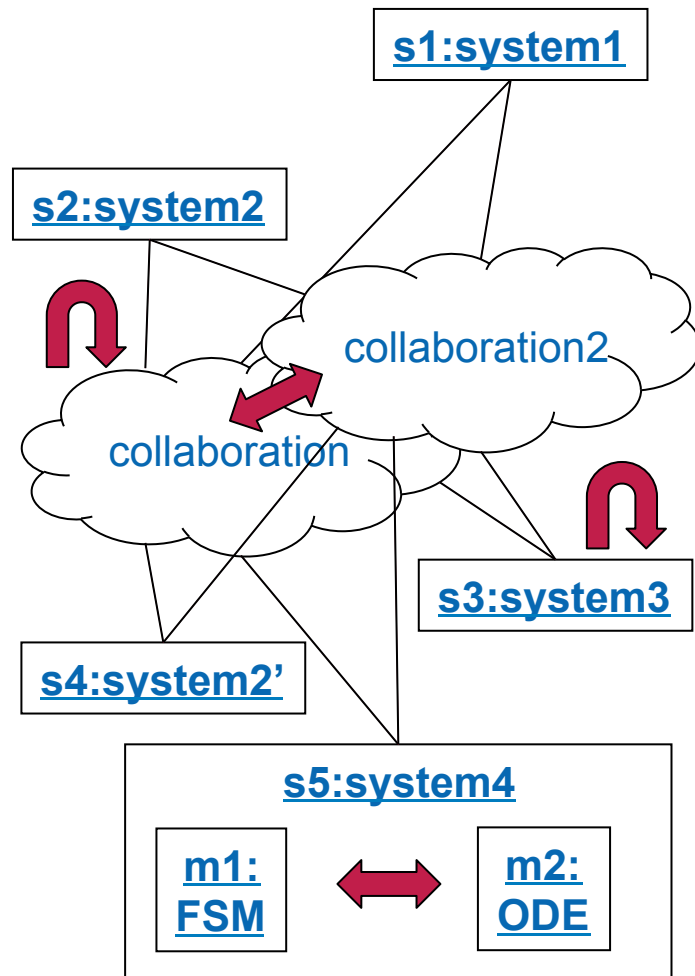 s1:system1
s2:system2
collaboration2
collaboration
s3:system3
s4:system2’
s5:system4
m1:
FSM
m2:
ODE